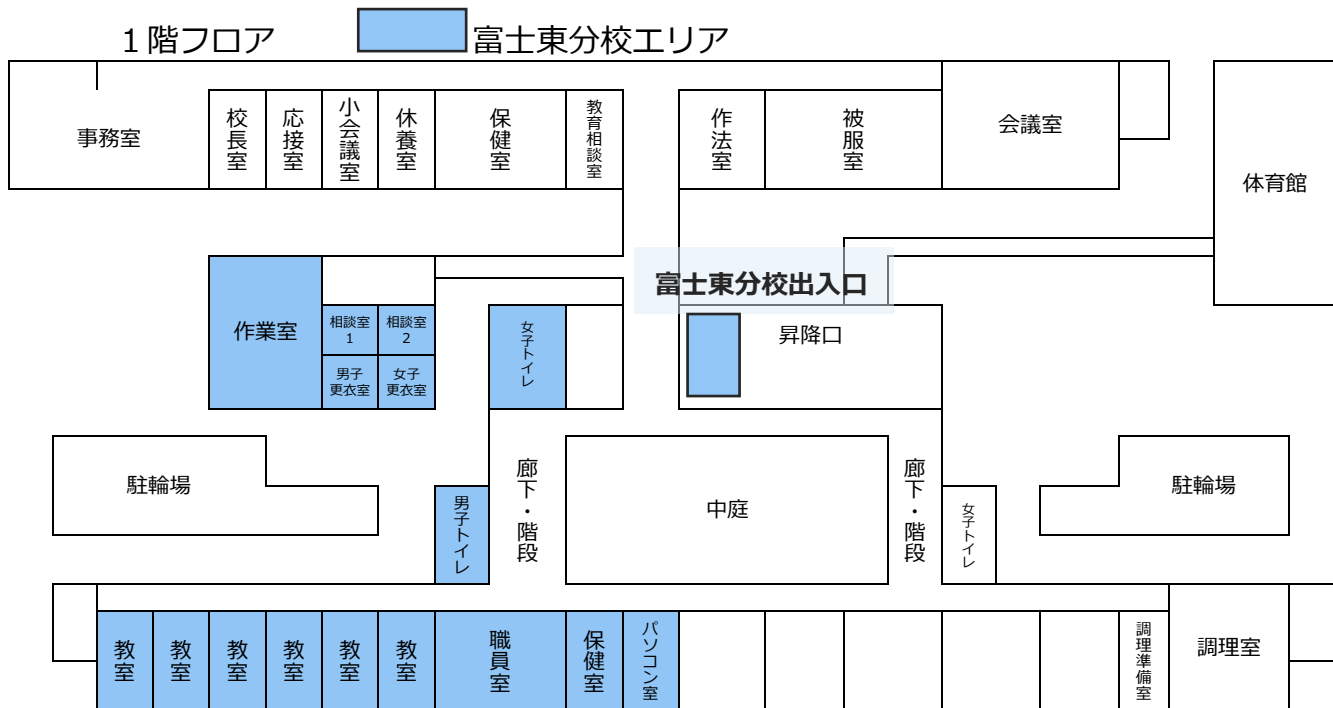 1階フロア
富士東分校エリア
事務室
校長室
応接室
小会議室
休養室
保健室
教育相談室
作法室
被服室
会議室
体育館
富士東分校出入口
作業室
相談室
1
相談室
2
男子
更衣室
女子
更衣室
女子トイレ
昇降口
駐輪場
男子トイレ
廊下・階段
中庭
廊下・階段
女子トイレ
駐輪場
教室
教室
教室
教室
教室
教室
職員室
保健室
パソコン室
調理準備室
調理室